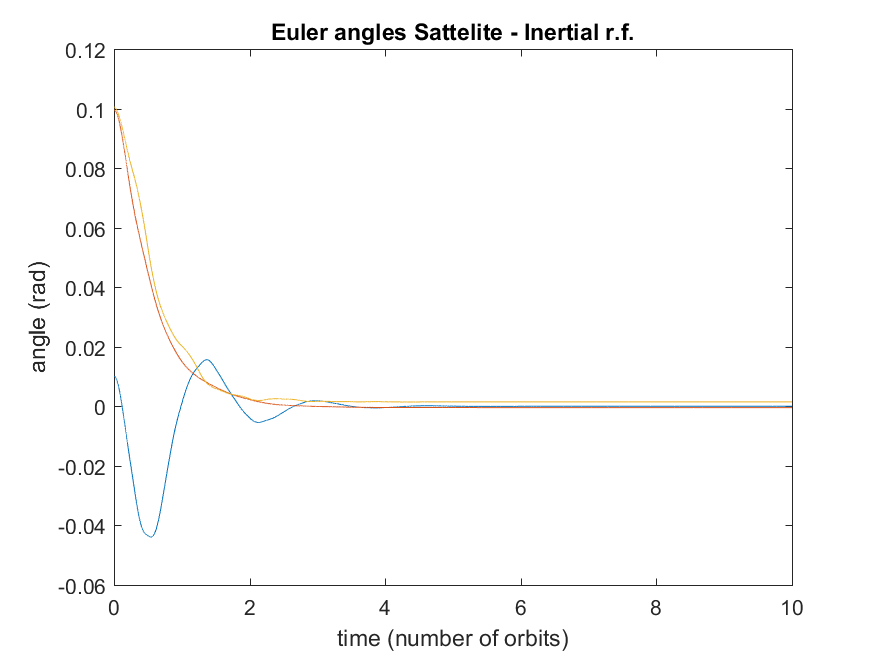 Euler angles Sattelite - Inertial r.f.
0.12
0.1
0.08
0.06
0.04
0.02
0
-0.02
-0.04
-0.06
angle (rad)
0 2 4 6 8 10
time (number of orbits)